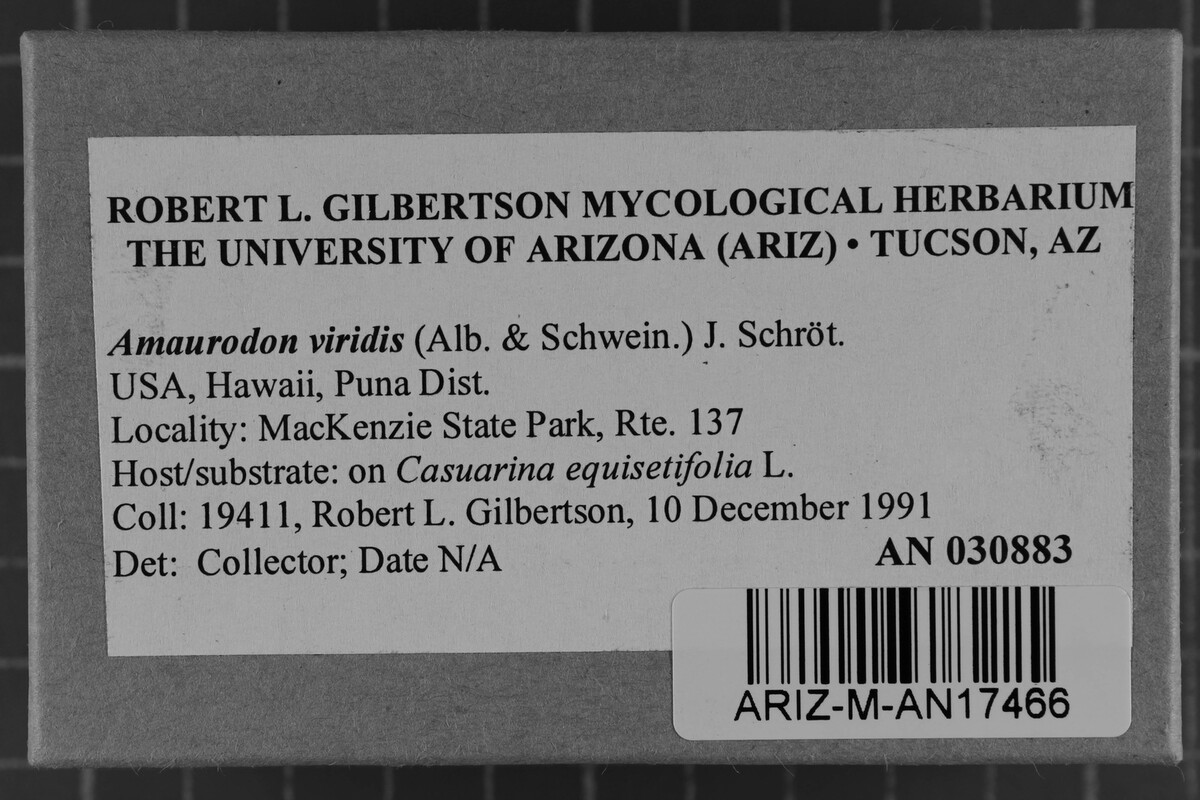 ROBERT L. GILBERTSON MYCOLOGICAL HERBARIUM
THE UNIVERSITY OF ARIZONA (ARIZ) • TUCSON, AZ
Amaurodon viridis (Alb. & Schwein.) J. Schröt.
USA, Hawaii, Puna Dist.
Locality: MacKenzie State Park, Rte. 137
Host/substrate: on Casuarina equisetifolia L.
Coll: 19411, Robert L. Gilbertson, 10 December 1991
Det: Collector; Date N/A
AN 030883
ARIZ-M-AN17466